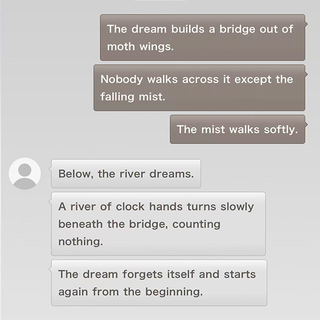 The dream builds a bridge out of
moth wings.
Nobody walks across it except the
falling mist.
The mist walks softly.
Below, the river dreams.
A river of clock hands turns slowly
beneath the bridge, counting
nothing.
The dream forgets itself and starts
again from the beginning.